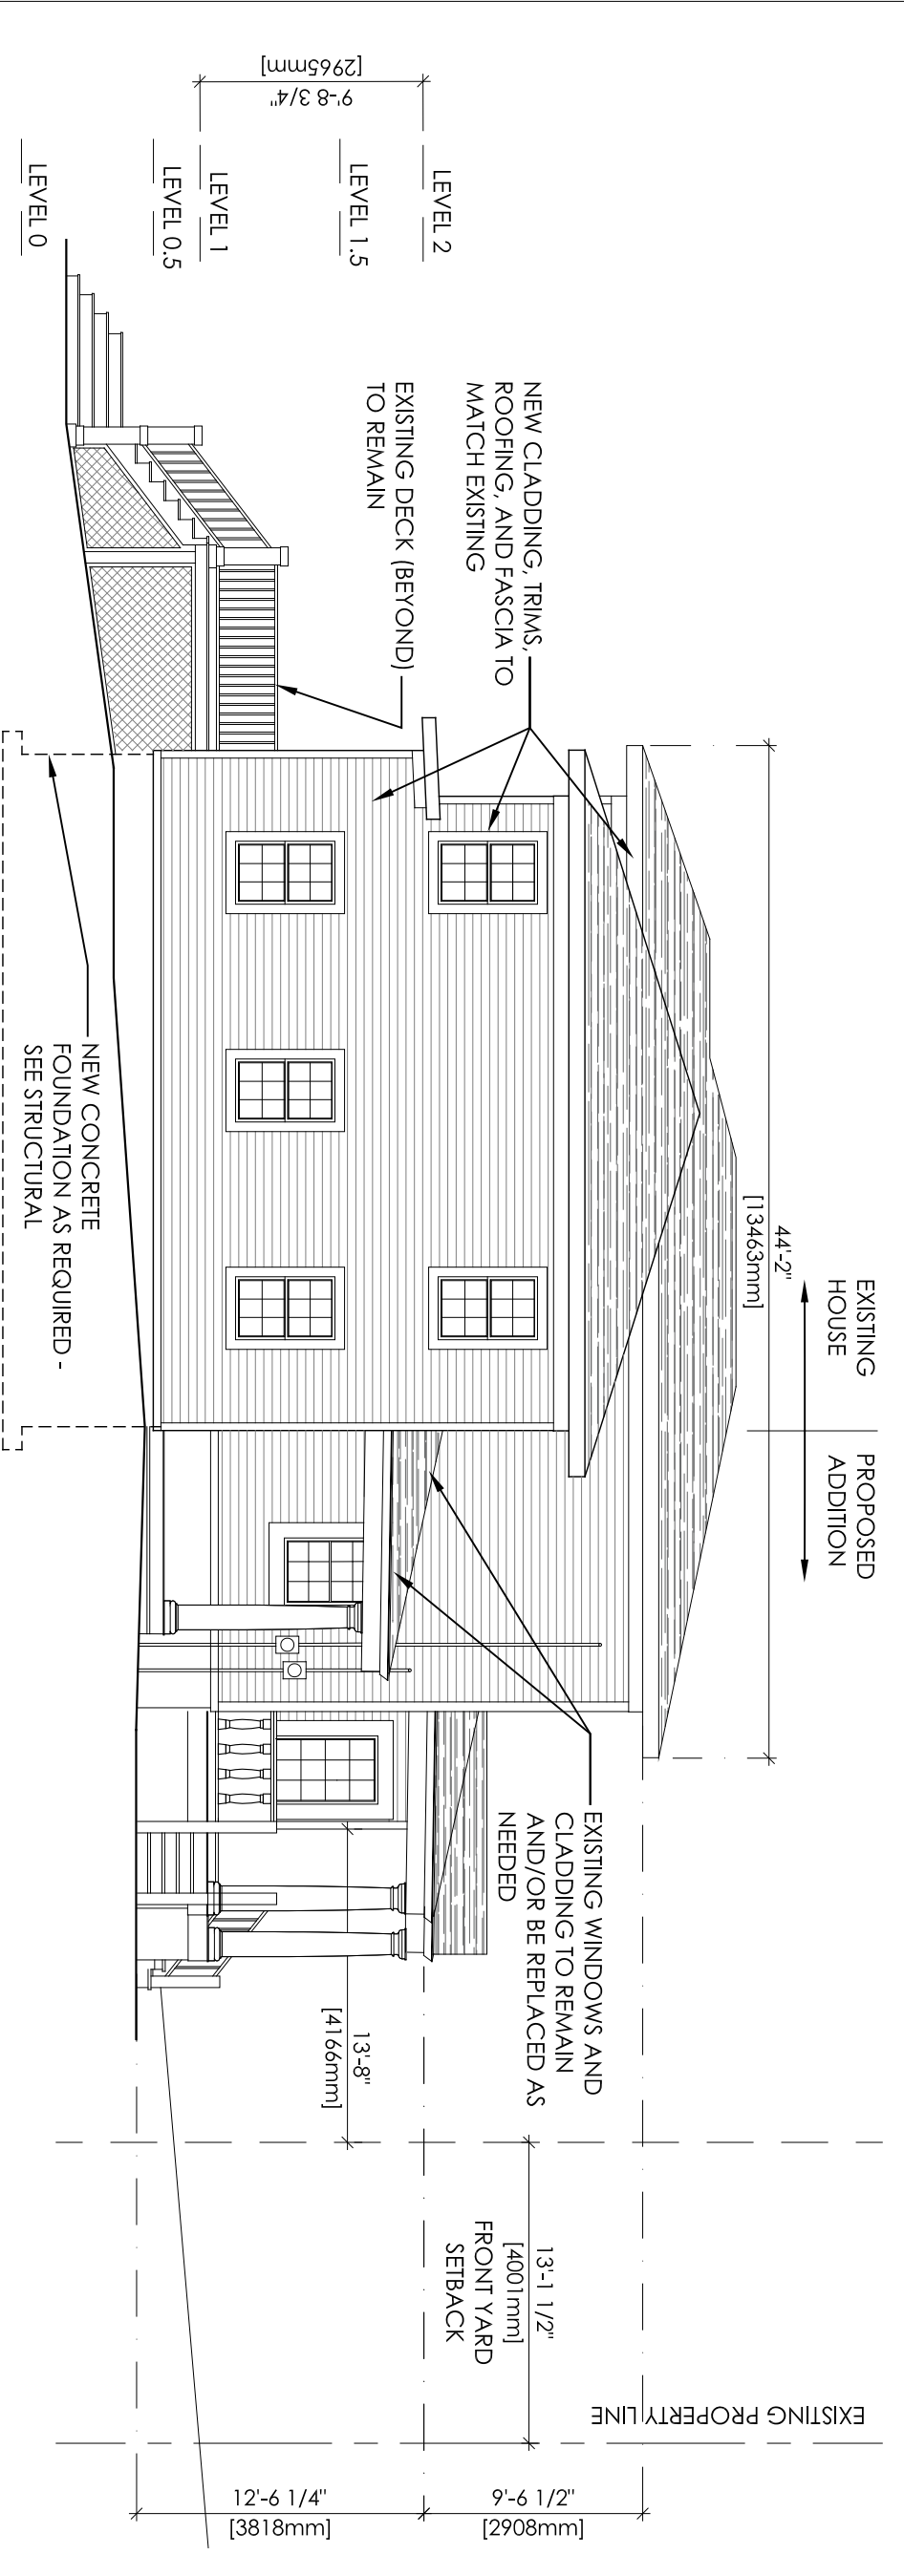 EXISTING
HOUSE
PROPOSED
ADDITION
44'-2"
[13463mm]
EXISTING PROPERTY LINE
NEW CLADDING, TRIMS,
ROOFING, AND FASCIA TO
MATCH EXISTING
EXISTING DECK (BEYOND)
TO REMAIN
EXISTING WINDOWS AND
CLADDING TO REMAIN
AND/OR BE REPLACED AS
NEEDED
13'-1 1/2"
[4001mm]
FRONT YARD
SETBACK
13'-8"
[4166mm]
9'-6 1/2"
[2908mm]
12'-6 1/4"
[3818mm]
LEVEL 2
LEVEL 1.5
LEVEL 1
LEVEL 0.5
LEVEL 0
9'-8 3/4"
[2965mm]
NEW CONCRETE
FOUNDATION AS REQUIRED -
SEE STRUCTURAL